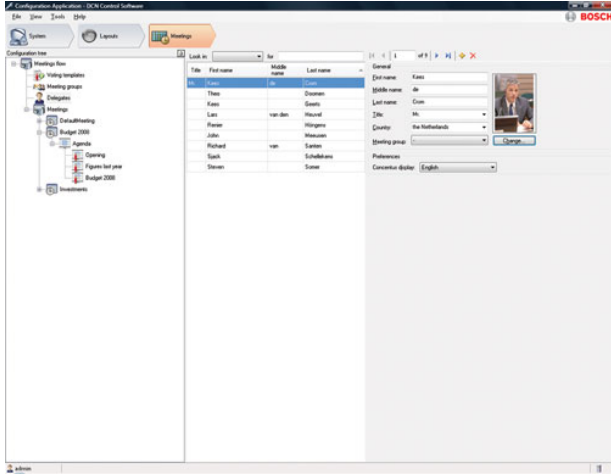 Configuration Application - DCN Control Software
File View Tools Help
BOSCH
System Layouts Meetings
Configuration tree
Meetings flow
Voting templates
Meeting groups
Delegates
Meetings
DefaultMeeting
Budget 2008
Agenda
Opening
Figures last year
Budget 2008
Investments
Look in for
Title First name Middle name Last name
Mr. Kees de Crom
Theo Doomen
Kees Geerts
Lars van den Heuvel
Renee Hüngens
John Meeuwen
Richard van Santen
Sjack Schellekens
Steven Somer
1 of 9
General
First name: Kees
Middle name: de
Last name: Crom
Title: Mr.
Country: the Netherlands
Meeting group: -
Change...
Preferences
Concentus display: English
admin